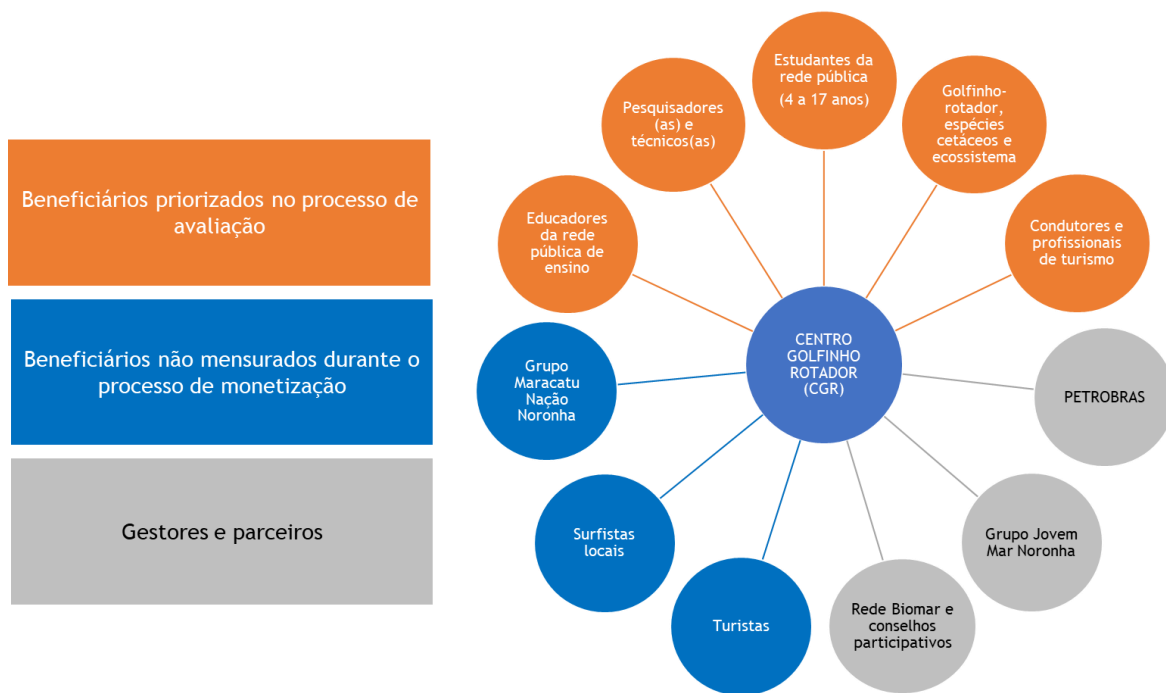 Beneficiários priorizados no processo de
avaliação
Beneficiários não mensurados durante o
processo de monetização
Gestores e parceiros
Estudantes da
rede pública
(4 a 17 anos)
Golfinho-
rotador,
espécies
cetáceos e
ecossistema
Condutores e
profissionais
de turismo
PETROBRAS
Grupo Jovem
Mar Noronha
Rede Biomar e
conselhos
participativos
Turistas
Surfistas
locais
Grupo
Maracatu
Nação
Noronha
Educadores
da rede
pública de
ensino
Pesquisadores
(as) e
técnicos(as)
CENTRO
GOLFINHO
ROTADOR
(CGR)